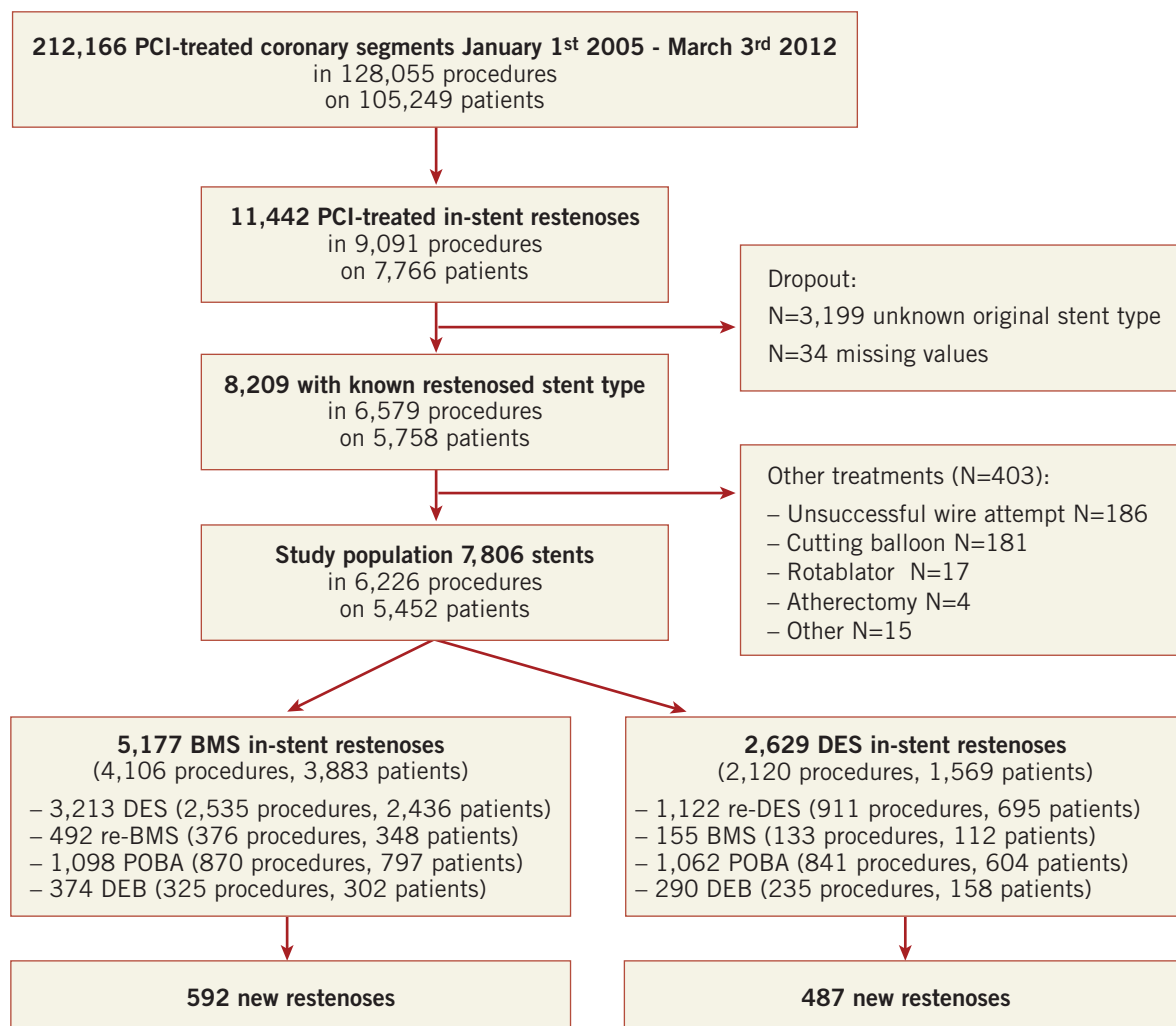 212,166 PCI-treated coronary segments January 1st 2005 - March 3rd 2012
in 128,055 procedures
on 105,249 patients
11,442 PCI-treated in-stent restenoses
in 9,091 procedures
on 7,766 patients
Dropout:
N=3,199 unknown original stent type
N=34 missing values
8,209 with known restenosed stent type
in 6,579 procedures
on 5,758 patients
Other treatments (N=403):
– Unsuccessful wire attempt N=186
– Cutting balloon N=181
– Rotablator N=17
– Atherectomy N=4
– Other N=15
Study population 7,806 stents
in 6,226 procedures
on 5,452 patients
5,177 BMS in-stent restenoses
(4,106 procedures, 3,883 patients)
– 3,213 DES (2,535 procedures, 2,436 patients)
– 492 re-BMS (376 procedures, 348 patients)
– 1,098 POBA (870 procedures, 797 patients)
– 374 DEB (325 procedures, 302 patients)
2,629 DES in-stent restenoses
(2,120 procedures, 1,569 patients)
– 1,122 re-DES (911 procedures, 695 patients)
– 155 BMS (133 procedures, 112 patients)
– 1,062 POBA (841 procedures, 604 patients)
– 290 DEB (235 procedures, 158 patients)
592 new restenoses
487 new restenoses